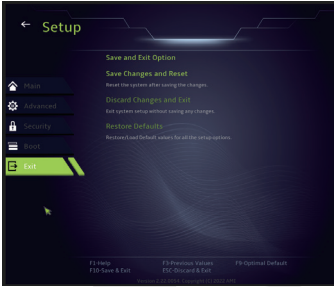 Setup
Save and Exit Option
Save Changes and Reset
Reset the system after saving the changes.
Discard Changes and Exit
Exit system setup without saving any changes.
Restore Defaults
Restore/Load Default values for all the setup options.
Main
Advanced
Security
Boot
Exit
F1-Help F3-Previous Values F9-Optimal Default
F10-Save & Exit ESC-Discard & Exit